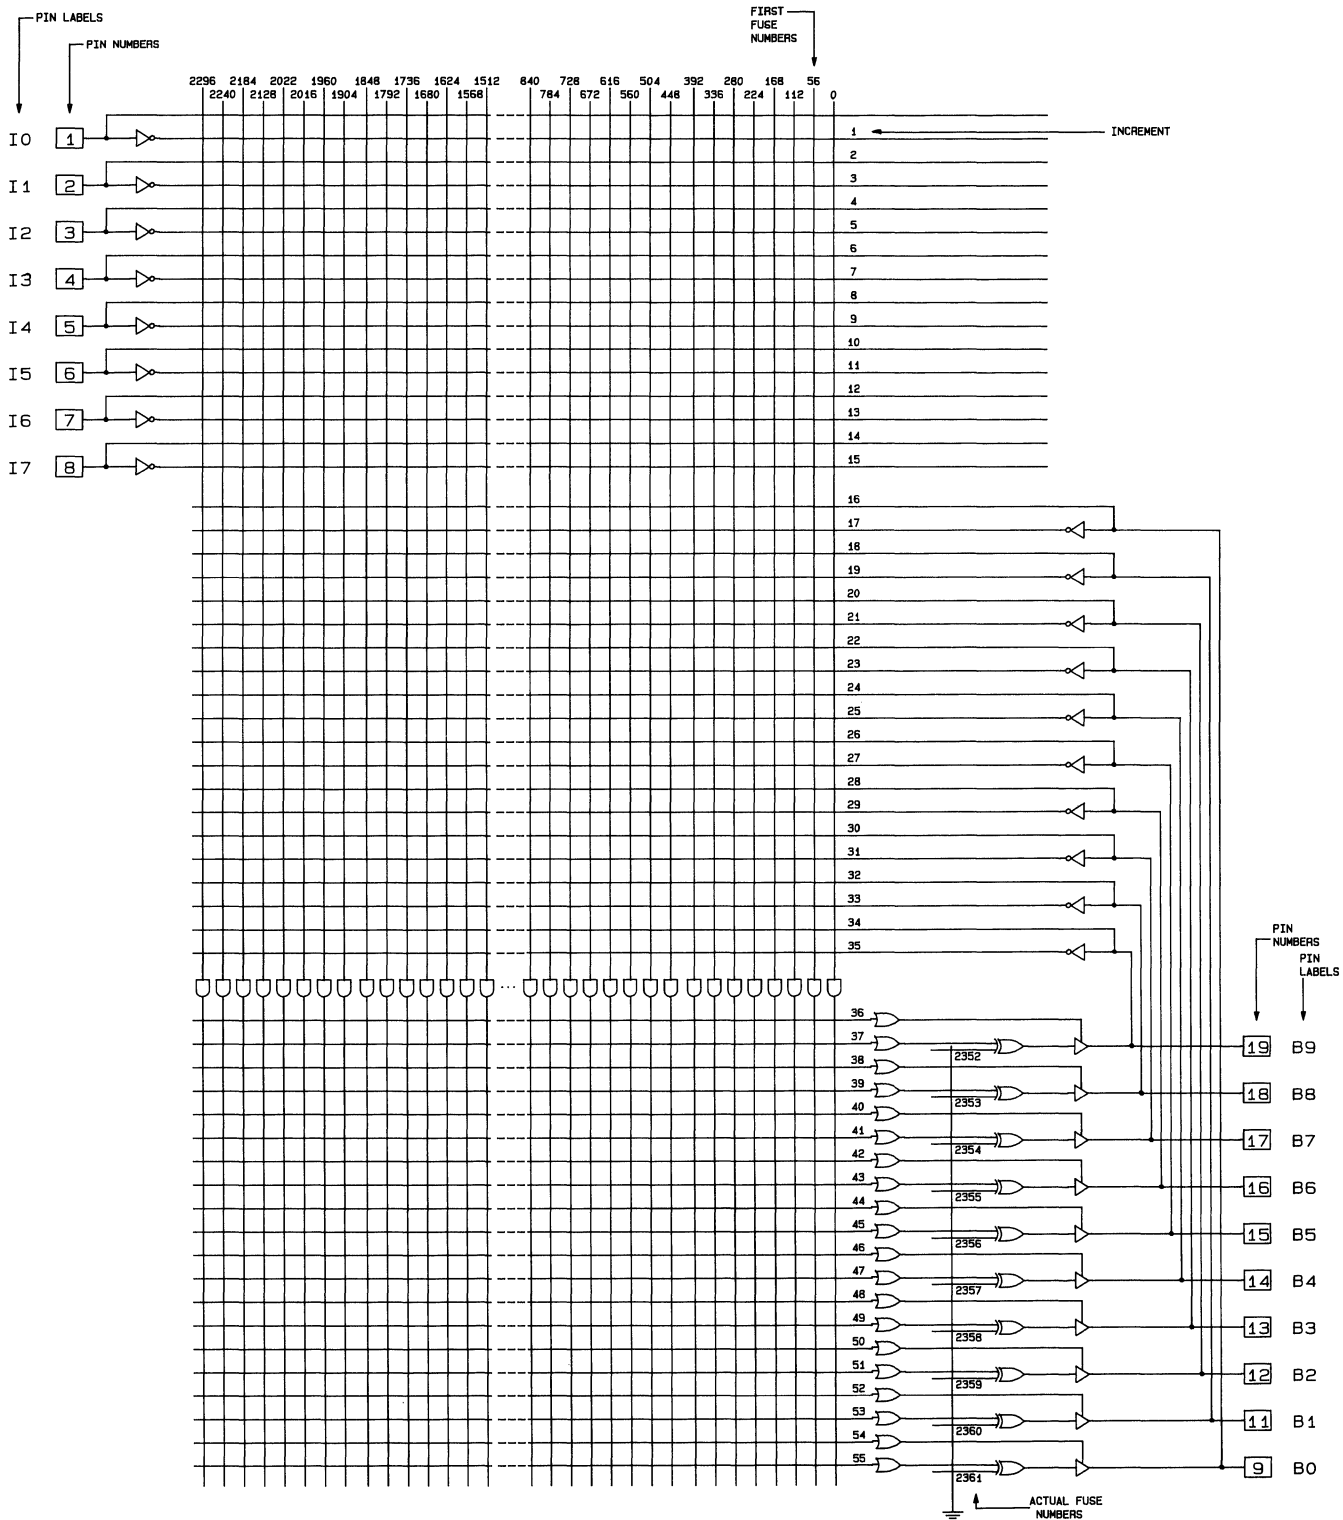 PIN LABELS
PIN NUMBERS
FIRST
FUSE
NUMBERS
2296 2184 2022 1960 1848 1736 1624 1512 840 728 616 504 392 280 168 56
2240 2128 2016 1904 1792 1680 1568 784 672 560 448 336 224 112 0
I0 1
1
INCREMENT
2
I1 2 3
4
I2 3 5
6
I3 4 7
8
I4 5 9
10
I5 6 11
12
I6 7 13
14
I7 8 15
16
17
18
19
20
21
22
23
24
25
26
27
28
29
30
31
32
33
34
35
PIN
NUMBERS
PIN
LABELS
...
36
37 2352 19 B9
38
39 2353 18 B8
40
41 2354 17 B7
42
43 2355 16 B6
44
45 2356 15 B5
46
47 2357 14 B4
48
49 2358 13 B3
50
51 2359 12 B2
52
53 2360 11 B1
54
55 2361 9 B0
ACTUAL FUSE
NUMBERS